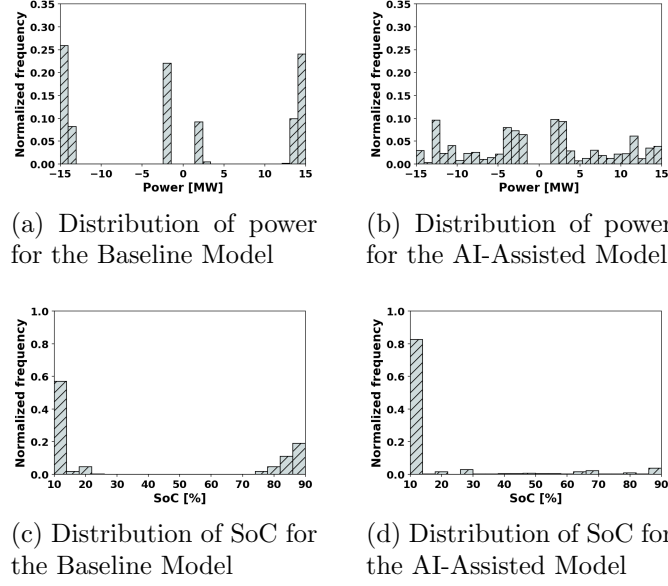 0.35
0.30
0.25
0.20
0.15
0.10
0.05
0.00
Normalized frequency
−15 −10 −5 0 5 10 15
Power [MW]
(a) Distribution of power
for the Baseline Model
0.35
0.30
0.25
0.20
0.15
0.10
0.05
0.00
Normalized frequency
−15 −10 −5 0 5 10 15
Power [MW]
(b) Distribution of power
for the AI-Assisted Model
1.0
0.8
0.6
0.4
0.2
0.0
Normalized frequency
10 20 30 40 50 60 70 80 90
SoC [%]
(c) Distribution of SoC for
the Baseline Model
1.0
0.8
0.6
0.4
0.2
0.0
Normalized frequency
10 20 30 40 50 60 70 80 90
SoC [%]
(d) Distribution of SoC for
the AI-Assisted Model